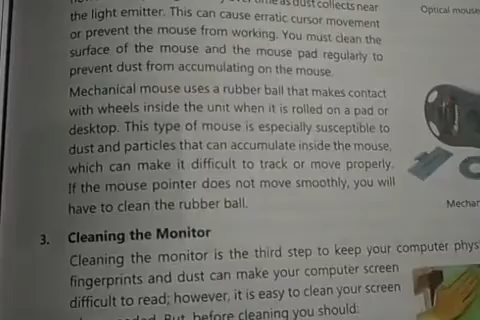 as dust collects near
the light emitter. This can cause erratic cursor movement
or prevent the mouse from working. You must clean the
surface of the mouse and the mouse pad regularly to
prevent dust from accumulating on the mouse.
Optical mouse
Mechanical mouse uses a rubber ball that makes contact
with wheels inside the unit when it is rolled on a pad or
desktop. This type of mouse is especially susceptible to
dust and particles that can accumulate inside the mouse,
which can make it difficult to track or move properly.
If the mouse pointer does not move smoothly, you will
have to clean the rubber ball.
Mechan
3. Cleaning the Monitor
Cleaning the monitor is the third step to keep your computer phys
fingerprints and dust can make your computer screen
difficult to read; however, it is easy to clean your screen
But, before cleaning you should: